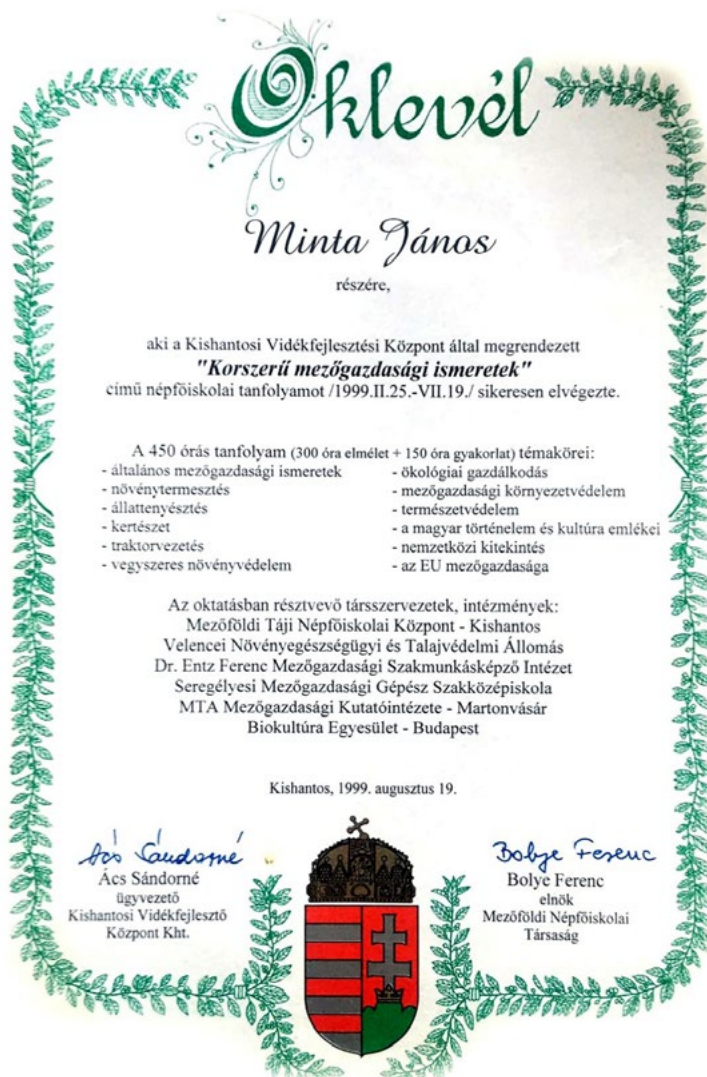 Oklevél
Minta János
részére,
aki a Kishantosi Vidékfejlesztési Központ által megrendezett
"Korszerű mezőgazdasági ismeretek"
című népfőiskolai tanfolyamot /1999.II.25.-VII.19./ sikeresen elvégezte.
A 450 órás tanfolyam (300 óra elmélet + 150 óra gyakorlat) témakörei:
- általános mezőgazdasági ismeretek
- növénytermesztés
- állattenyésztés
- kertészet
- traktorvezetés
- vegyszeres növényvédelem
- ökológiai gazdálkodás
- mezőgazdasági környezetvédelem
- természetvédelem
- a magyar történelem és kultúra emlékei
- nemzetközi kitekintés
- az EU mezőgazdasága
Az oktatásban résztvevő társszervezetek, intézmények:
Mezőföldi Táji Népfőiskolai Központ - Kishantos
Velencei Növényegészségügyi és Talajvédelmi Állomás
Dr. Entz Ferenc Mezőgazdasági Szakmunkásképző Intézet
Seregélyesi Mezőgazdasági Gépész Szakközépiskola
MTA Mezőgazdasági Kutatóintézete - Martonvásár
Biokultúra Egyesület - Budapest
Kishantos, 1999. augusztus 19.
Ács Sándorné
Ács Sándorné
ügyvezető
Kishantosi Vidékfejlesztő
Központ Kht.
Bolye Ferenc
Bolye Ferenc
elnök
Mezőföldi Népfőiskolai
Társaság